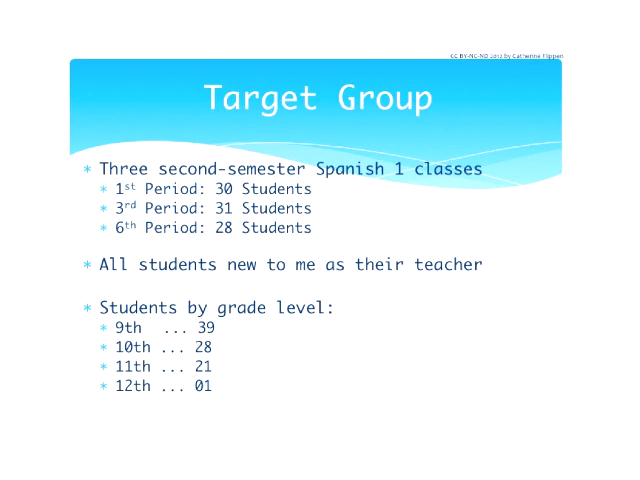 CC BY-NC-ND 2012 by Catherine Flippen
Target Group
* Three second-semester Spanish 1 classes
* 1st Period: 30 Students
* 3rd Period: 31 Students
* 6th Period: 28 Students
* All students new to me as their teacher
* Students by grade level:
* 9th ... 39
* 10th ... 28
* 11th ... 21
* 12th ... 01